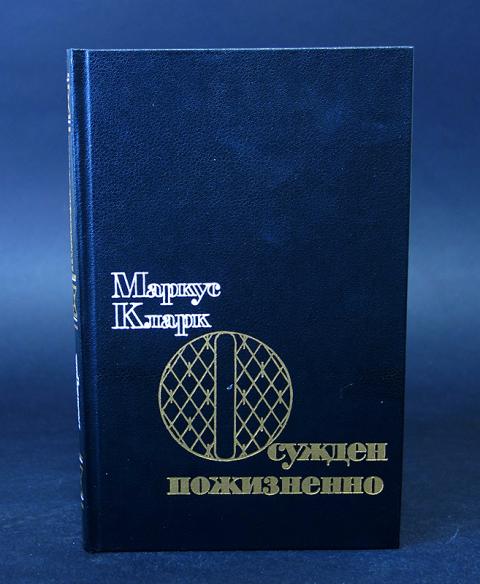 Маркус
Кларк
Осужден
пожизненно